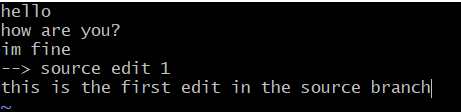 hello
how are you?
im fine
--> source edit 1
this is the first edit in the source branch
~